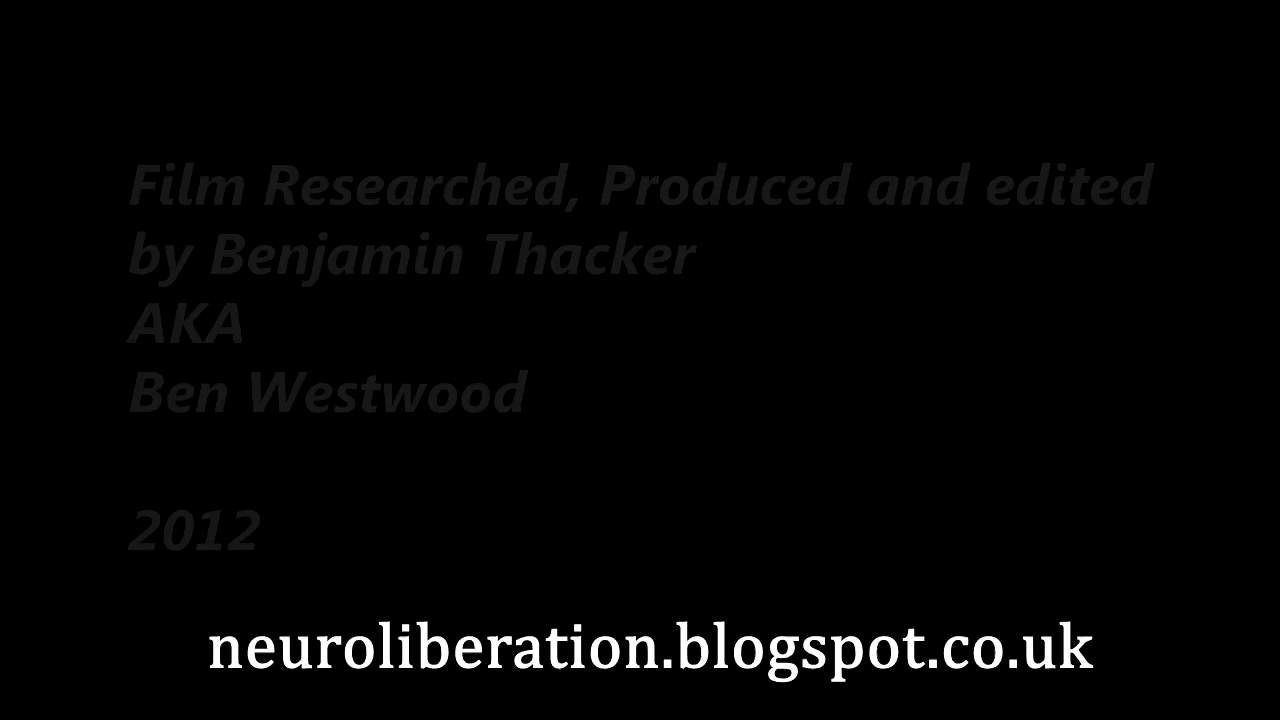 Film Researched, Produced and edited
by Benjamin Thacker
AKA
Ben Westwood
2012
neuroliberation.blogspot.co.uk